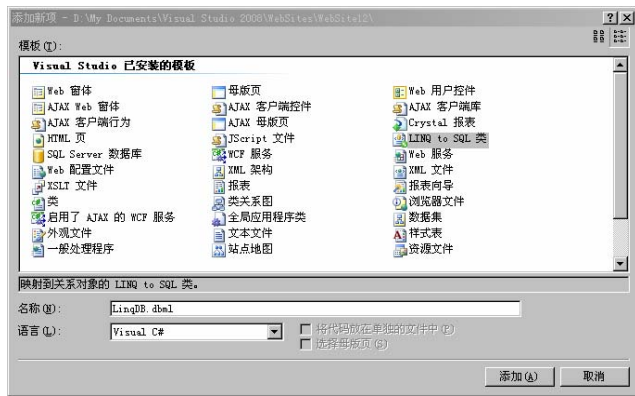 添加新项 - D:\My Documents\Visual Studio 2008\WebSites\WebSite12\
模板(T):
Visual Studio 已安装的模板
Web 窗体 母版页 Web 用户控件
AJAX Web 窗体 AJAX 客户端控件 AJAX 客户端库
AJAX 客户端行为 AJAX 母版页 Crystal 报表
HTML 页 JScript 文件 LINQ to SQL 类
SQL Server 数据库 WCF 服务 Web 服务
Web 配置文件 XML 架构 XML 文件
XSLT 文件 报表 报表向导
类 类关系图 浏览器文件
启用了 AJAX 的 WCF 服务 全局应用程序类 数据集
外观文件 文本文件 样式表
一般处理程序 站点地图 资源文件
映射到关系对象的 LINQ to SQL 类。
名称(N): LinqDB.dbml
语言(L): Visual C# 将代码放在单独的文件中(P)
选择母版页(S)
添加(A) 取消